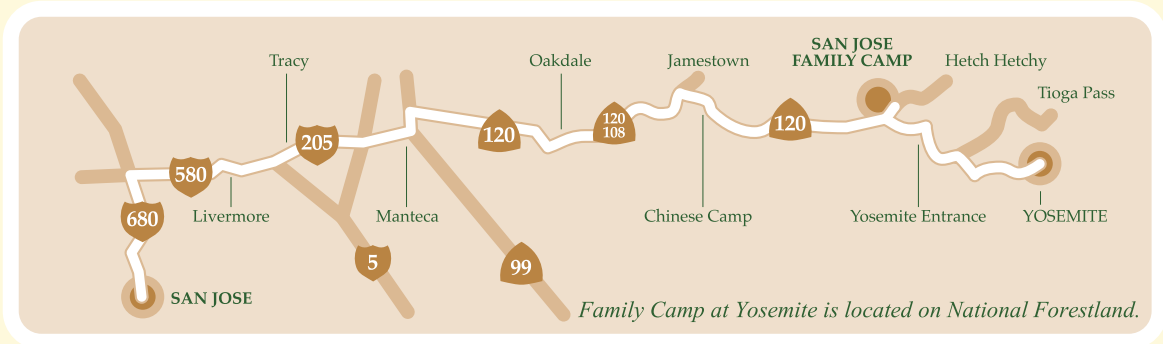 SAN JOSE
FAMILY CAMP
Tracy
Oakdale
Jamestown
Hetch Hetchy
Tioga Pass
205
120
120
108
120
580
680
Livermore
Manteca
Chinese Camp
Yosemite Entrance
YOSEMITE
5
99
SAN JOSE
Family Camp at Yosemite is located on National Forestland.